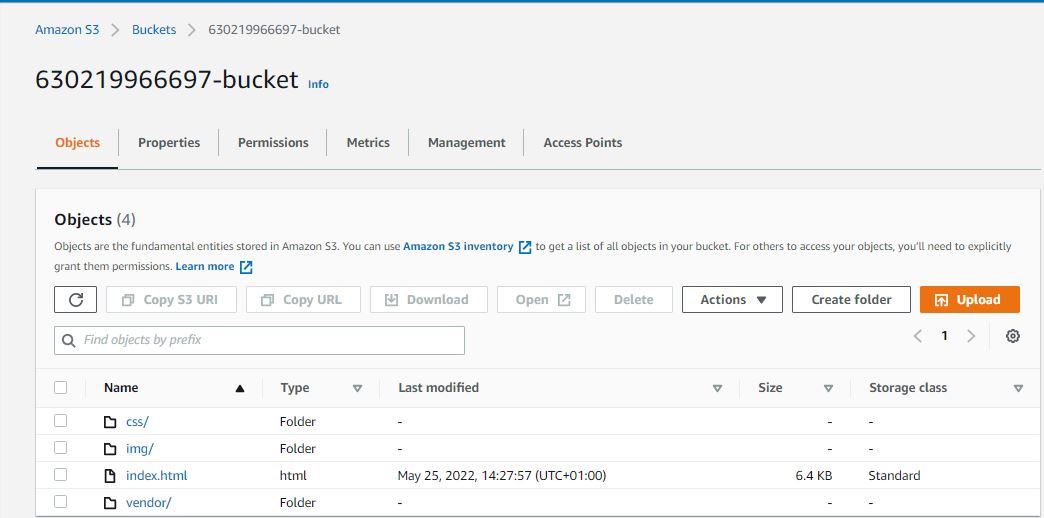 Amazon S3 > Buckets > 630219966697-bucket
630219966697-bucket Info
Objects Properties Permissions Metrics Management Access Points
Objects (4)
Objects are the fundamental entities stored in Amazon S3. You can use Amazon S3 inventory to get a list of all objects in your bucket. For others to access your objects, you'll need to explicitly
grant them permissions. Learn more
Copy S3 URI Copy URL Download Open Delete Actions Create folder Upload
Find objects by prefix
< 1 >
Name Type Last modified Size Storage class
css/ Folder - - -
img/ Folder - - -
index.html html May 25, 2022, 14:27:57 (UTC+01:00) 6.4 KB Standard
vendor/ Folder - - -